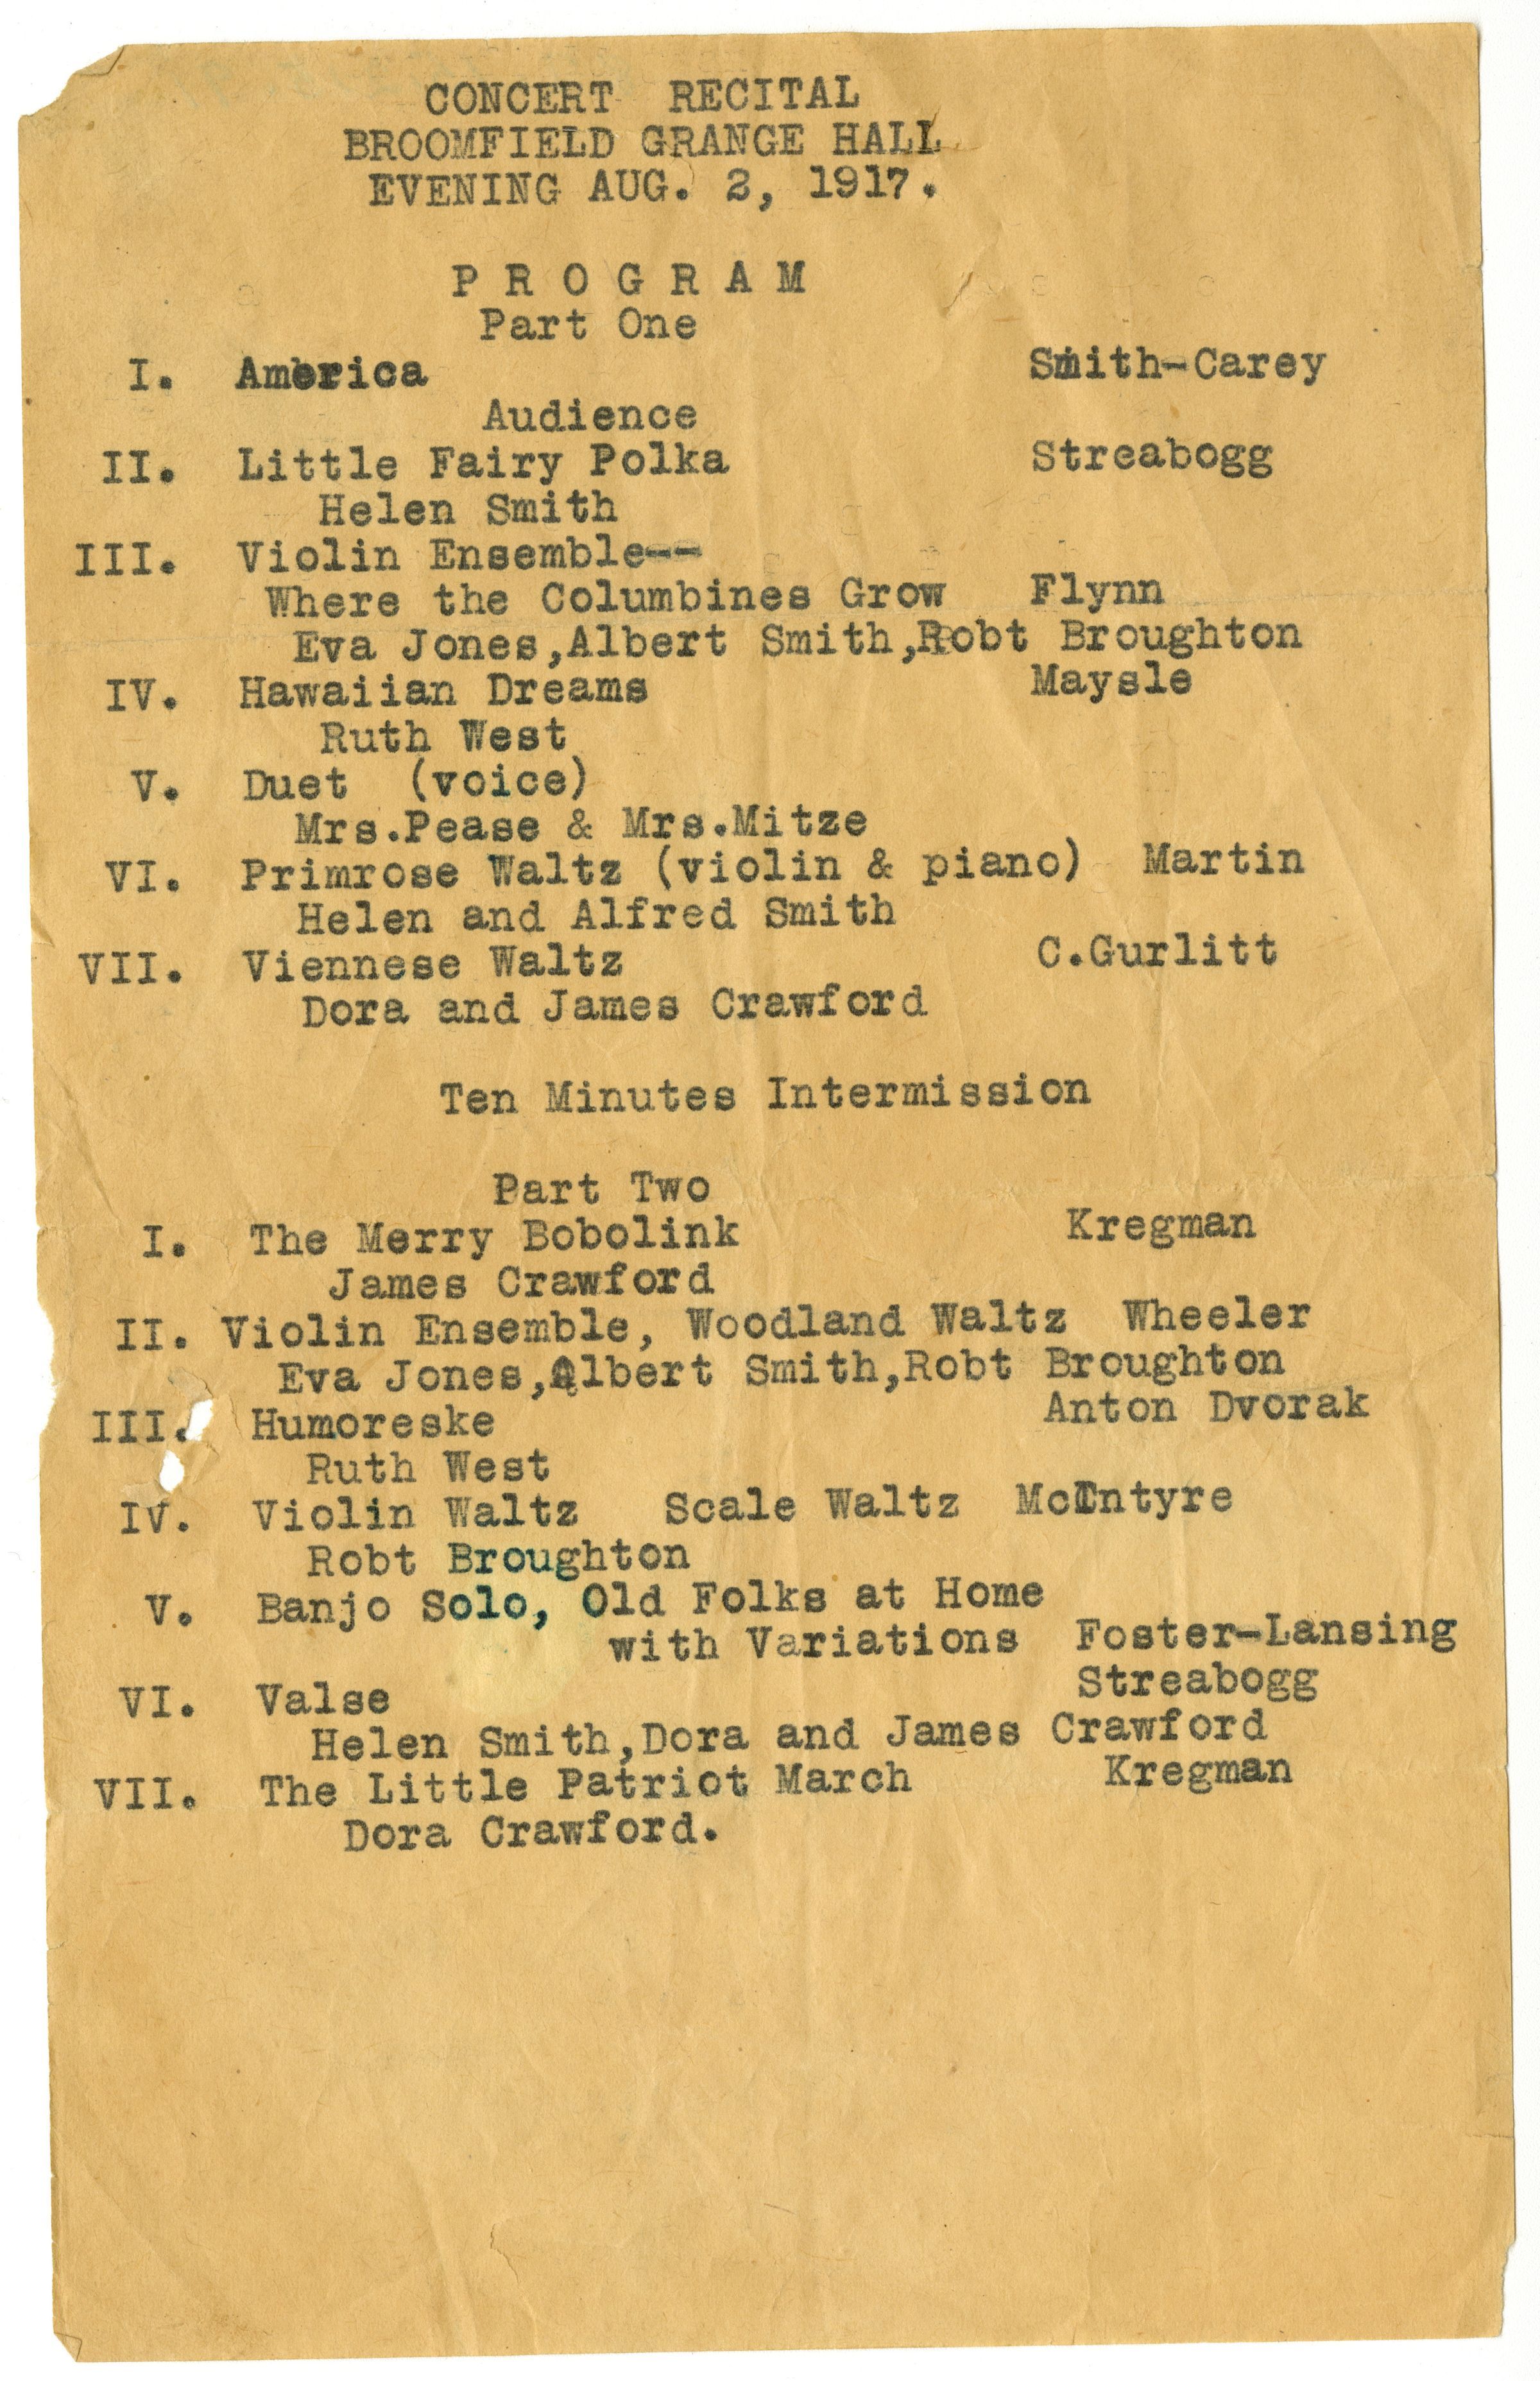 CONCERT RECITAL
BROOMFIELD GRANGE HALL
EVENING AUG. 2, 1917.
P R O G R A M
Part One
I. America Smith-Carey
Audience
II. Little Fairy Polka Streabogg
Helen Smith
III. Violin Ensemble--
Where the Columbines Grow Flynn
Eva Jones,Albert Smith,Robt Broughton
IV. Hawaiian Dreams Maysle
Ruth West
V. Duet (voice)
Mrs.Pease & Mrs.Mitze
VI. Primrose Waltz (violin & piano) Martin
Helen and Alfred Smith
VII. Viennese Waltz C.Gurlitt
Dora and James Crawford
Ten Minutes Intermission
Part Two
I. The Merry Bobolink Kregman
James Crawford
II. Violin Ensemble, Woodland Waltz Wheeler
Eva Jones,Albert Smith,Robt Broughton
III. Humoreske Anton Dvorak
Ruth West
IV. Violin Waltz Scale Waltz McIntyre
Robt Broughton
V. Banjo Solo, Old Folks at Home
with Variations Foster-Lansing
VI. Valse Streabogg
Helen Smith,Dora and James Crawford
VII. The Little Patriot March Kregman
Dora Crawford.